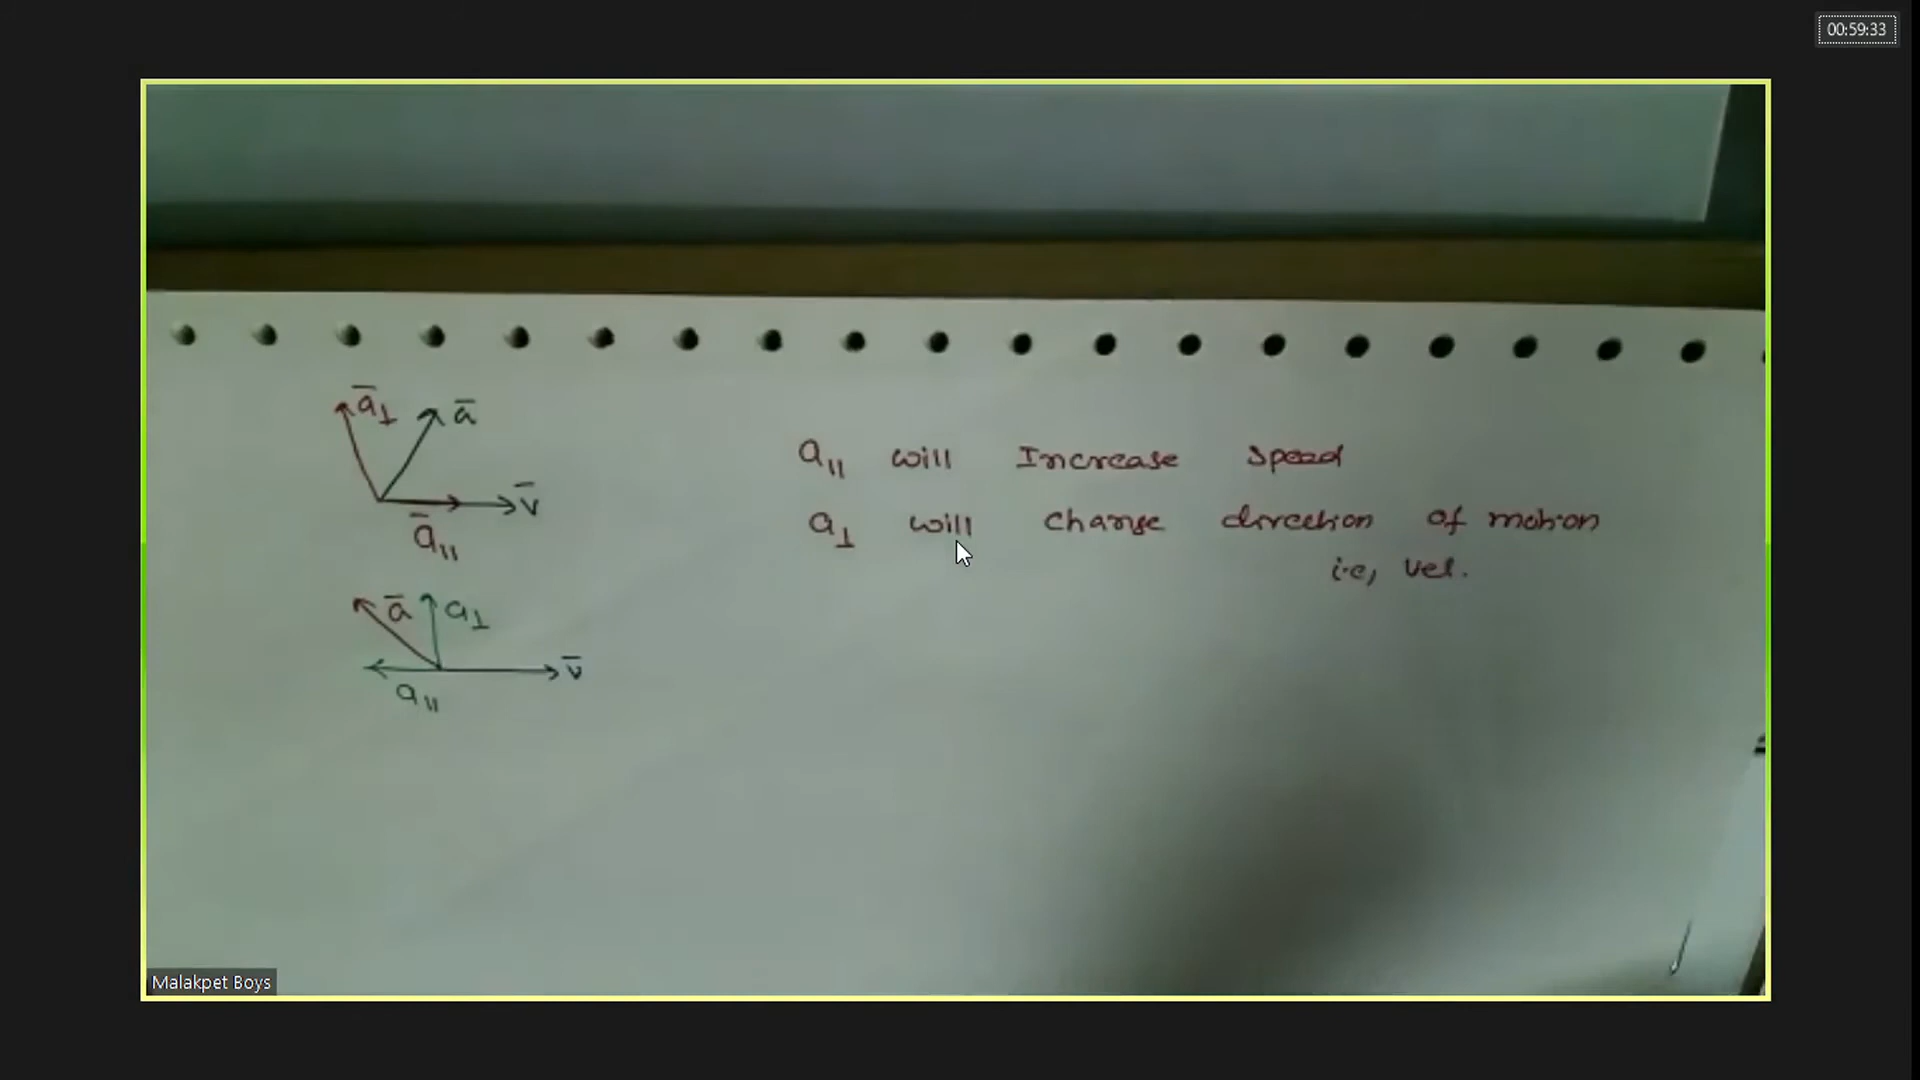 00:59:33
a̅⊥ a̅
v̅
a̅||
a|| will Increase speed
a⊥ will change direction of motion
i.e, vel.
a̅ a⊥
v̅
a||
Malakpet Boys